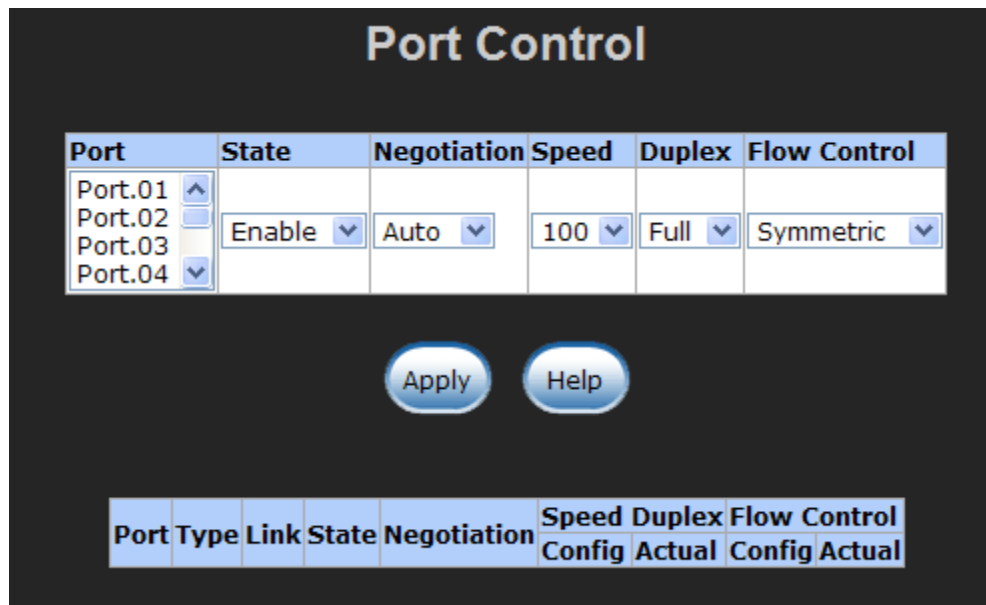 Port Control
Port State Negotiation Speed Duplex Flow Control
Port.01
Port.02
Port.03
Port.04
Enable Auto 100 Full Symmetric
Apply Help
Port Type Link State Negotiation Speed Duplex Flow Control
Config Actual Config Actual